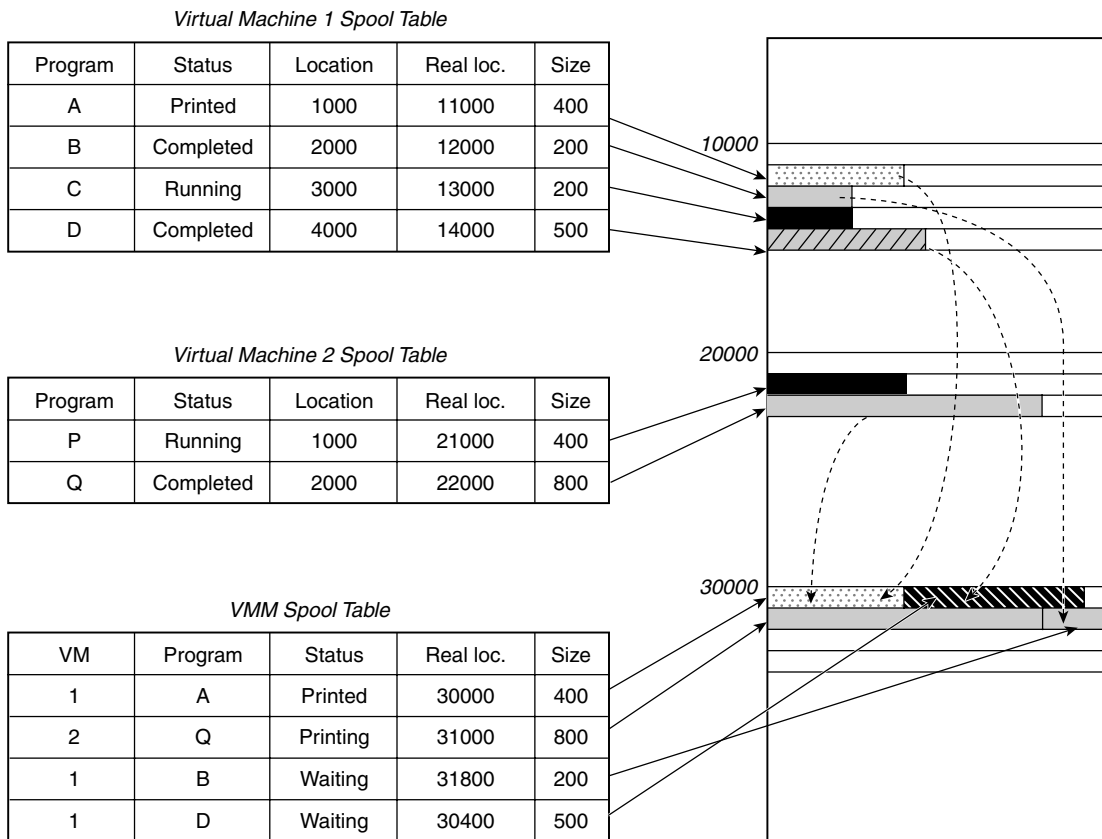 Virtual Machine 1 Spool Table
Program Status Location Real loc. Size
A Printed 1000 11000 400
B Completed 2000 12000 200
C Running 3000 13000 200
D Completed 4000 14000 500
10000
Virtual Machine 2 Spool Table
Program Status Location Real loc. Size
P Running 1000 21000 400
Q Completed 2000 22000 800
20000
VMM Spool Table
VM Program Status Real loc. Size
1 A Printed 30000 400
2 Q Printing 31000 800
1 B Waiting 31800 200
1 D Waiting 30400 500
30000